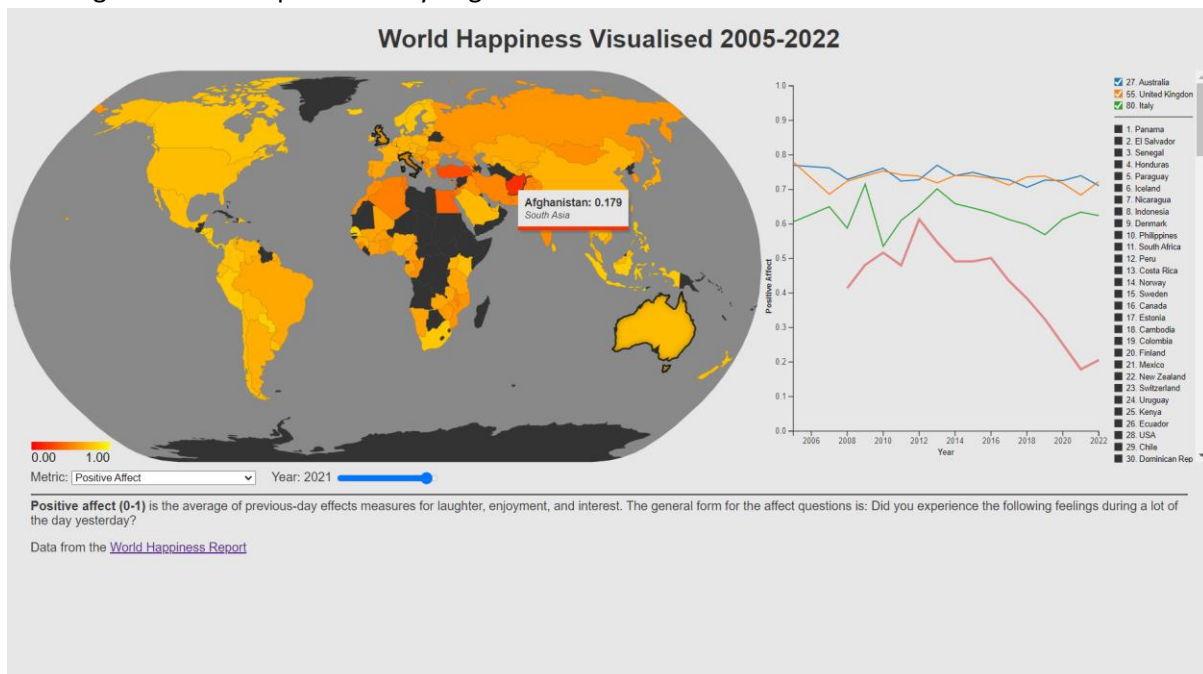 World Happiness Visualised 2005-2022
Afghanistan: 0.179
South Asia
0.00 1.00
Metric: Positive Affect Year: 2021
Positive Affect
1.0
0.9
0.8
0.7
0.6
0.5
0.4
0.3
0.2
0.1
0.0
2006 2008 2010 2012 2014 2016 2018 2020 2022
Year
27. Australia
55. United Kingdom
80. Italy
1. Panama
2. El Salvador
3. Senegal
4. Honduras
5. Paraguay
6. Iceland
7. Nicaragua
8. Indonesia
9. Denmark
10. Philippines
11. South Africa
12. Peru
13. Costa Rica
14. Norway
15. Sweden
16. Canada
17. Estonia
18. Cambodia
19. Colombia
20. Finland
21. Mexico
22. New Zealand
23. Switzerland
24. Uruguay
25. Kenya
26. Ecuador
28. USA
29. Chile
30. Dominican Rep
Positive affect (0-1) is the average of previous-day effects measures for laughter, enjoyment, and interest. The general form for the affect questions is: Did you experience the following feelings during a lot of
the day yesterday?
Data from the World Happiness Report